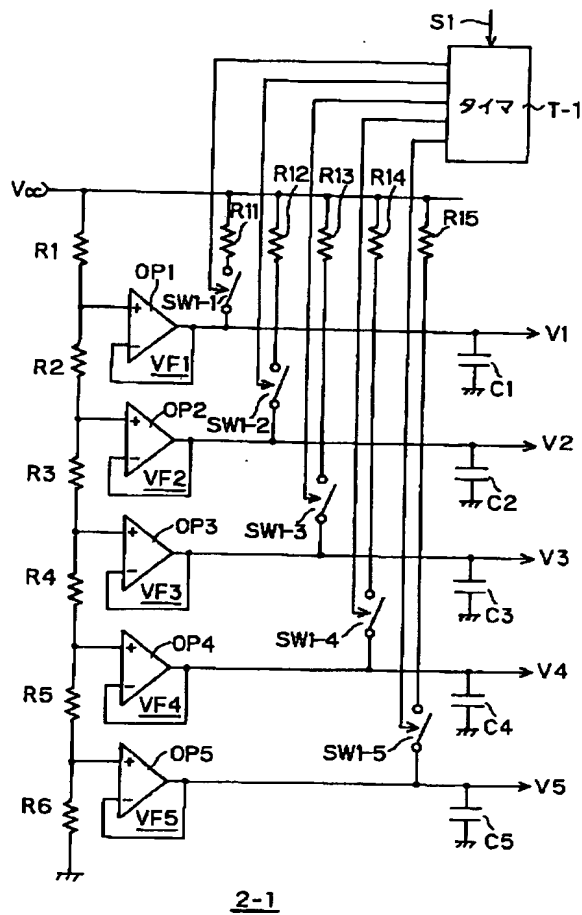 S1
タイマ
T-1
Vcc
R11
R12
R13
R14
R15
R1
OP1
SW1-1
VF1
V1
C1
R2
OP2
SW1-2
VF2
V2
C2
R3
OP3
SW1-3
VF3
V3
C3
R4
OP4
SW1-4
VF4
V4
C4
R5
OP5
SW1-5
VF5
V5
C5
R6
2-1